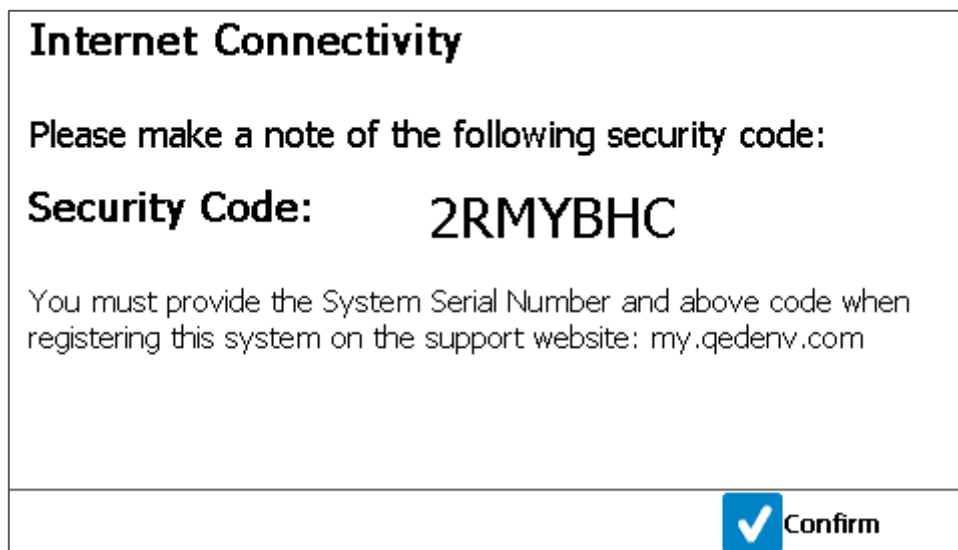 Internet Connectivity
Please make a note of the following security code:
Security Code: 2RMYBHC
You must provide the System Serial Number and above code when
registering this system on the support website: my.qedenv.com
Confirm